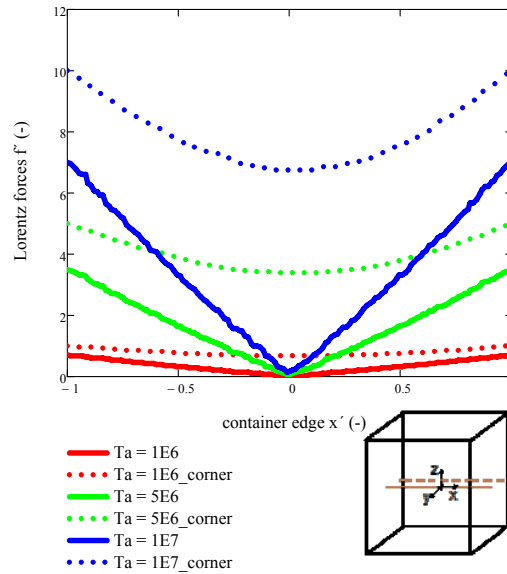 12
10
8
6
4
2
0
Lorentz forces f´ (-)
−1 −0.5 0 0.5
container edge x´ (-)
Ta = 1E6
Ta = 1E6_corner
Ta = 5E6
Ta = 5E6_corner
Ta = 1E7
Ta = 1E7_corner
z
x
y